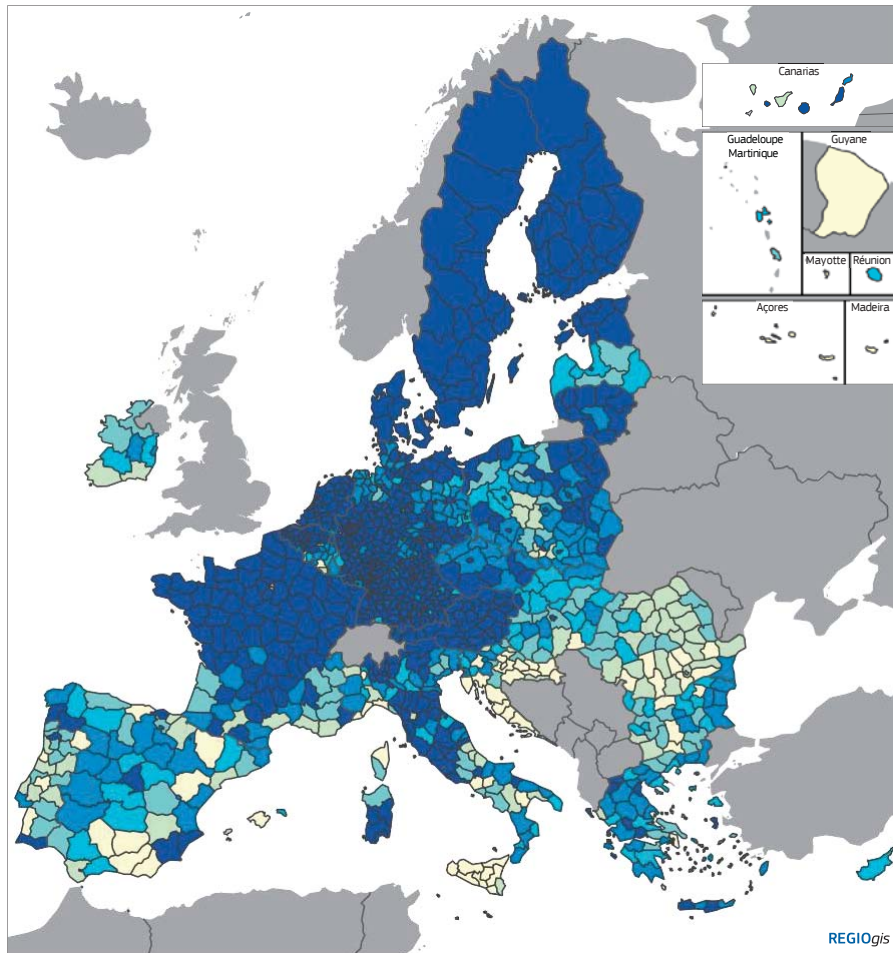 Canarias
Guadeloupe
Martinique
Guyane
Mayotte
Réunion
Açores
Madeira
REGIOgis